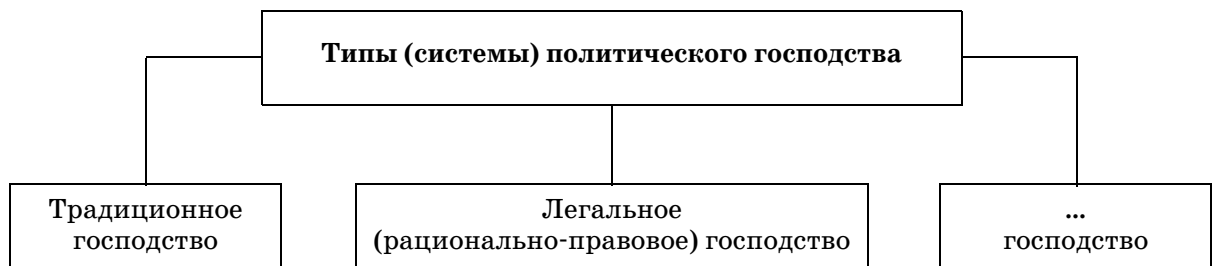 Типы (системы) политического господства
Традиционное
господство
Легальное
(рационально-правовое) господство
...
господство